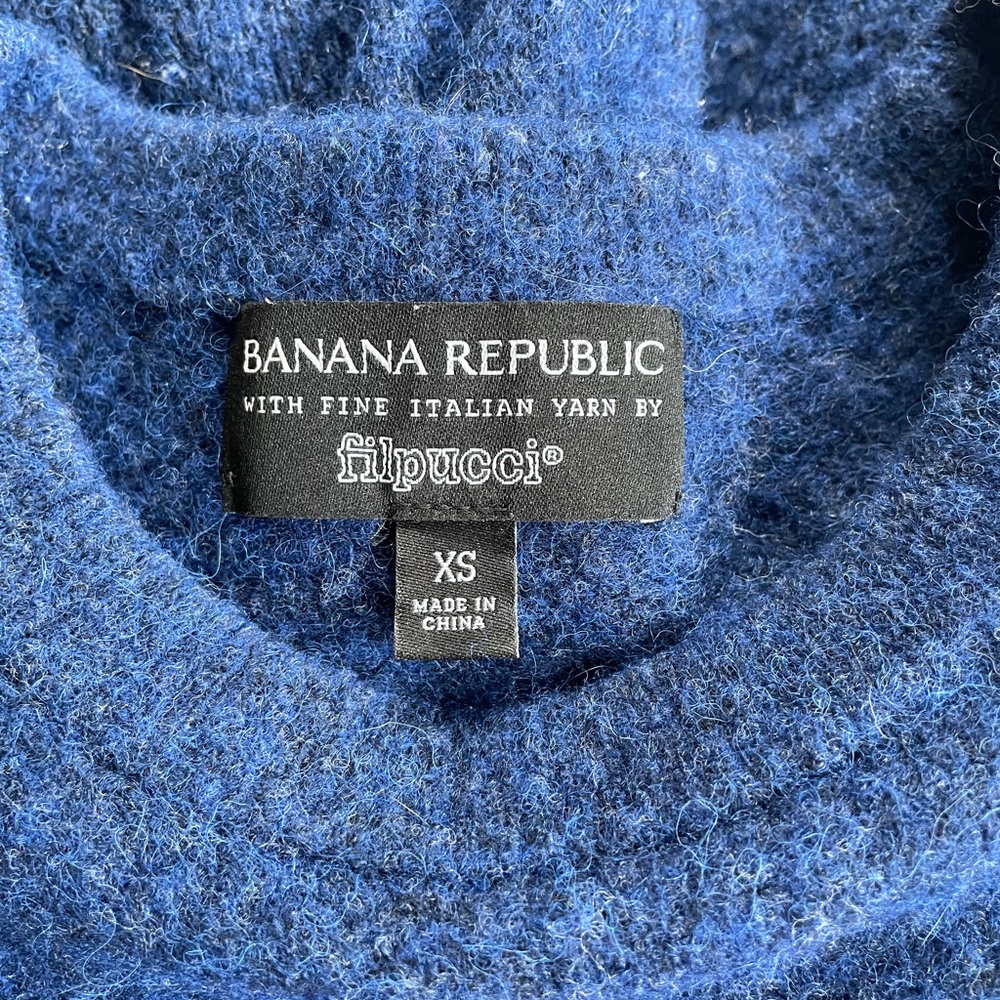 BANANA REPUBLIC
WITH FINE ITALIAN YARN BY
filpucci®
XS
MADE IN
CHINA